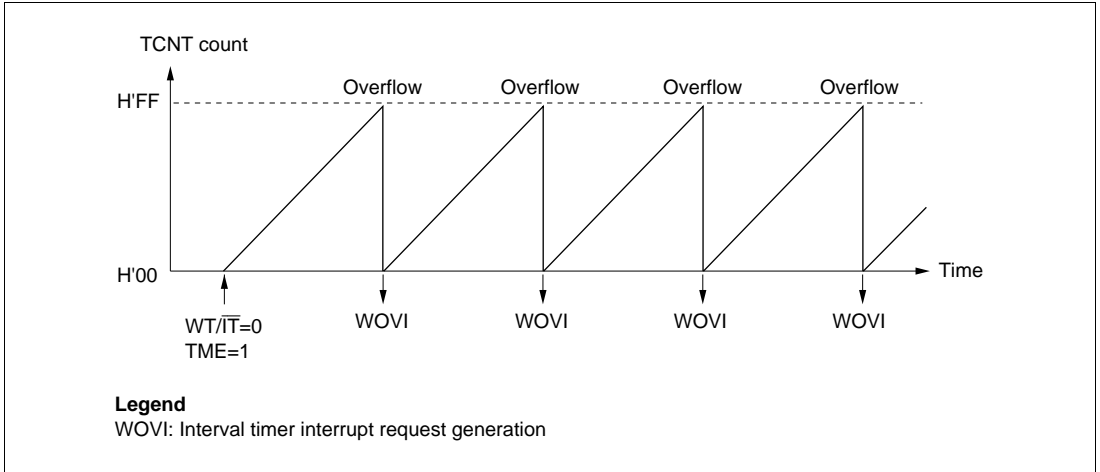 TCNT count
Overflow Overflow Overflow Overflow
H'FF
H'00
Time
WT/I̅T̅=0
TME=1
WOVI WOVI WOVI WOVI
Legend
WOVI: Interval timer interrupt request generation